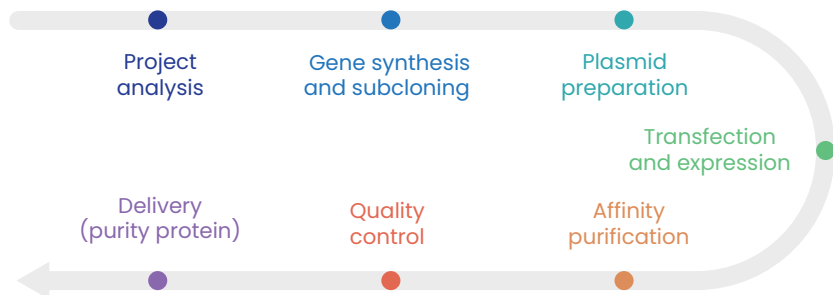 Project
analysis
Gene synthesis
and subcloning
Plasmid
preparation
Transfection
and expression
Affinity
purification
Quality
control
Delivery
(purity protein)